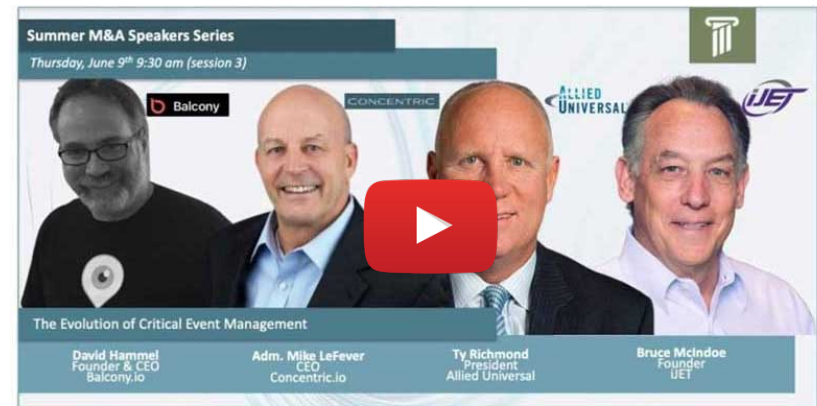 Summer M&A Speakers Series
Thursday, June 9th 9:30 am (session 3)
Balcony
CONCENTRIC
ALLIED
UNIVERSAL
iJET
The Evolution of Critical Event Management
David Hammel
Founder & CEO
Balcony.io
Adm. Mike LeFever
CEO
Concentric.io
Ty Richmond
President
Allied Universal
Bruce McIndoe
Founder
iJET